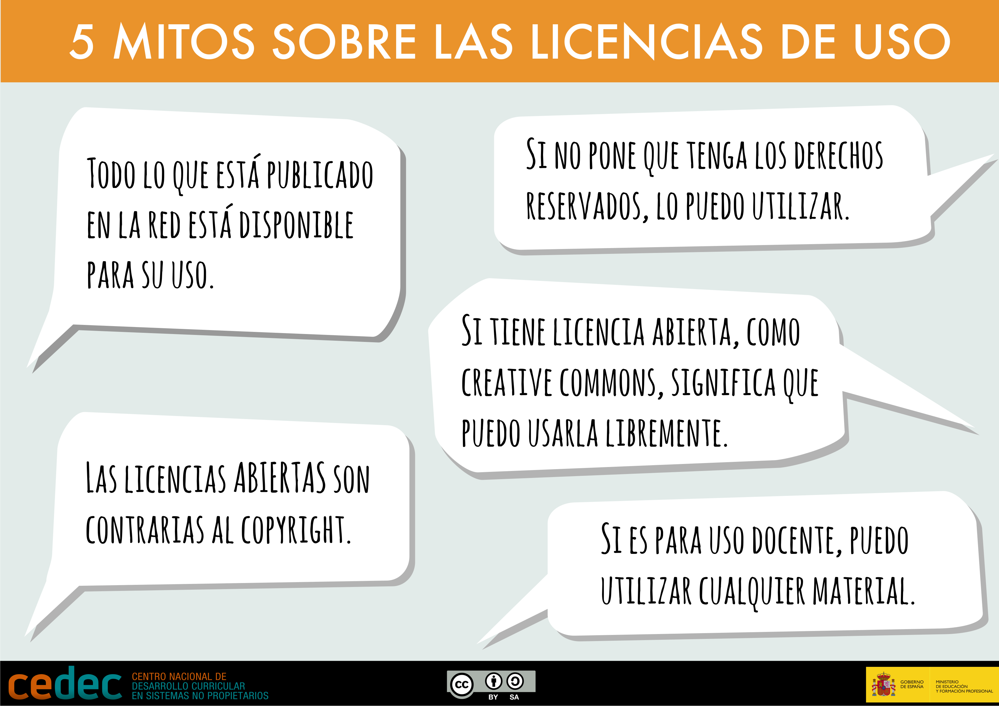 5 MITOS SOBRE LAS LICENCIAS DE USO
TODO LO QUE ESTÁ PUBLICADO
EN LA RED ESTÁ DISPONIBLE
PARA SU USO.
SI NO PONE QUE TENGA LOS DERECHOS
RESERVADOS, LO PUEDO UTILIZAR.
SI TIENE LICENCIA ABIERTA, COMO
CREATIVE COMMONS, SIGNIFICA QUE
PUEDO USARLA LIBREMENTE.
LAS LICENCIAS ABIERTAS SON
CONTRARIAS AL COPYRIGHT.
SI ES PARA USO DOCENTE, PUEDO
UTILIZAR CUALQUIER MATERIAL.
cedec
CENTRO NACIONAL DE
DESARROLLO CURRICULAR
EN SISTEMAS NO PROPIETARIOS
cc
BY SA
GOBIERNO
DE ESPAÑA
MINISTERIO
DE EDUCACIÓN
Y FORMACIÓN PROFESIONAL